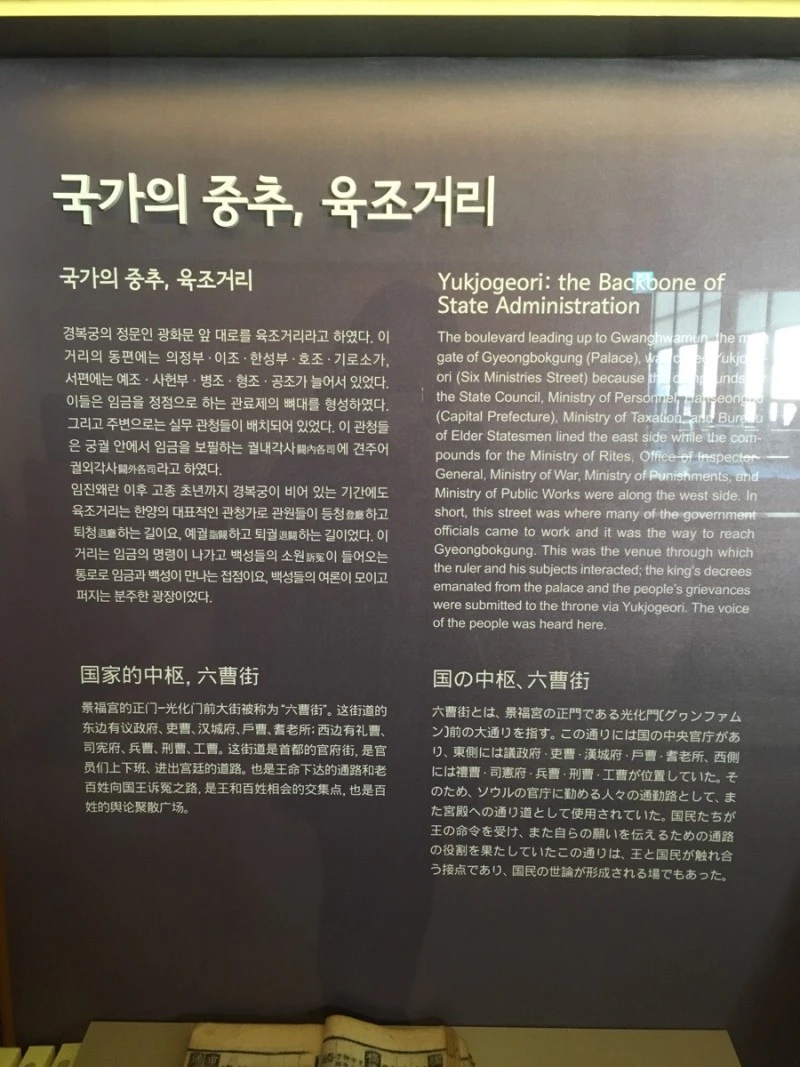 국가의 중추, 육조거리
국가의 중추, 육조거리
경복궁의 정문인 광화문 앞 대로를 육조거리라고 하였다. 이
거리의 동편에는 의정부 · 이조 · 한성부 · 호조 · 기로소가,
서편에는 예조 · 사헌부 · 병조 · 형조 · 공조가 늘어서 있었다.
이들은 임금을 정점으로 하는 관료제의 뼈대를 형성하였다.
그리고 주변으로는 실무 관청들이 배치되어 있었다. 이 관청들
은 궁궐 안에서 임금을 보필하는 궐내각사闕內各司에 견주어
궐외각사闕外各司라고 하였다.
임진왜란 이후 고종 초년까지 경복궁이 비어 있는 기간에도
육조거리는 한양의 대표적인 관청가로 관원들이 등청登廳하고
퇴청退廳하는 길이요, 예궐詣闕하고 퇴궐退闕하는 길이었다. 이
거리는 임금의 명령이 나가고 백성들의 소원訴冤이 들어오는
통로로 임금과 백성이 만나는 접점이요, 백성들의 여론이 모이고
퍼지는 분주한 광장이었다.
Yukjogeori: the Backbone of
State Administration
The boulevard leading up to Gwanghwamun, the main
gate of Gyeongbokgung (Palace), was called Yukjo-
ori (Six Ministries Street) because the compounds for
the State Council, Ministry of Personnel, Hanseongbu
(Capital Prefecture), Ministry of Taxation, and Bureau
of Elder Statesmen lined the east side while the com-
pounds for the Ministry of Rites, Office of Inspector-
General, Ministry of War, Ministry of Punishments, and
Ministry of Public Works were along the west side. In
short, this street was where many of the government
officials came to work and it was the way to reach
Gyeongbokgung. This was the venue through which
the ruler and his subjects interacted; the king's decrees
emanated from the palace and the people's grievances
were submitted to the throne via Yukjogeori. The voice
of the people was heard here.
国家的中枢, 六曹街
景福宫的正门–光化门前大街被称为“六曹街”。这街道的
东边有议政府、吏曹、汉城府、戶曹、耆老所; 西边有礼曹、
司宪府、兵曹、刑曹、工曹。这街道是首都的官府街, 是官
员们上下班、进出宫廷的道路。也是王命下达的通路和老
百姓向国王诉冤之路, 是王和百姓相会的交集点, 也是百
姓的舆论聚散广场。
国の中枢、六曹街
六曹街とは、景福宮の正門である光化門(グヮンファム
ン)前の大通りを指す。この通りには国の中央官庁があ
り、東側には議政府 · 吏曹 · 漢城府 · 戶曹 · 耆老所、西側
には禮曹 · 司憲府 · 兵曹 · 刑曹 · 工曹が位置していた。そ
のため、ソウルの官庁に勤める人々の通勤路として、ま
た宮殿への通り道として使用されていた。国民たちが
王の命令を受け、また自らの願いを伝えるための通路
の役割を果たしていたこの通りは、王と国民が触れ合
う接点であり、国民の世論が形成される場でもあった。